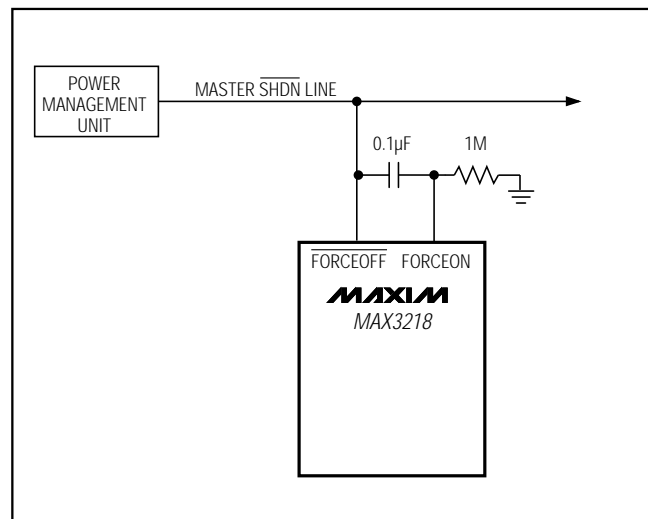 POWER
MANAGEMENT
UNIT
MASTER SHDN LINE
0.1µF 1M
FORCEOFF FORCEON
MAXIM
MAX3218